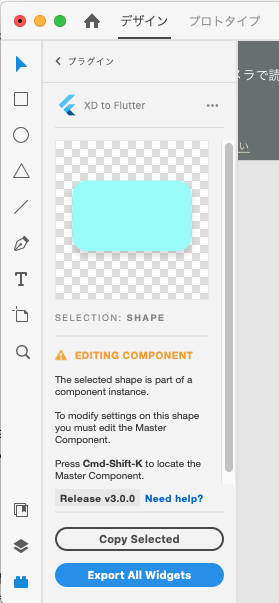 デザイン プロトタイプ
プラグイン
XD to Flutter
メラで読
い
SELECTION: SHAPE
EDITING COMPONENT
The selected shape is part of a
component instance.
To modify settings on this shape
you must edit the Master
Component.
Press Cmd-Shift-K to locate the
Master Component.
Release v3.0.0 Need help?
Copy Selected
Export All Widgets